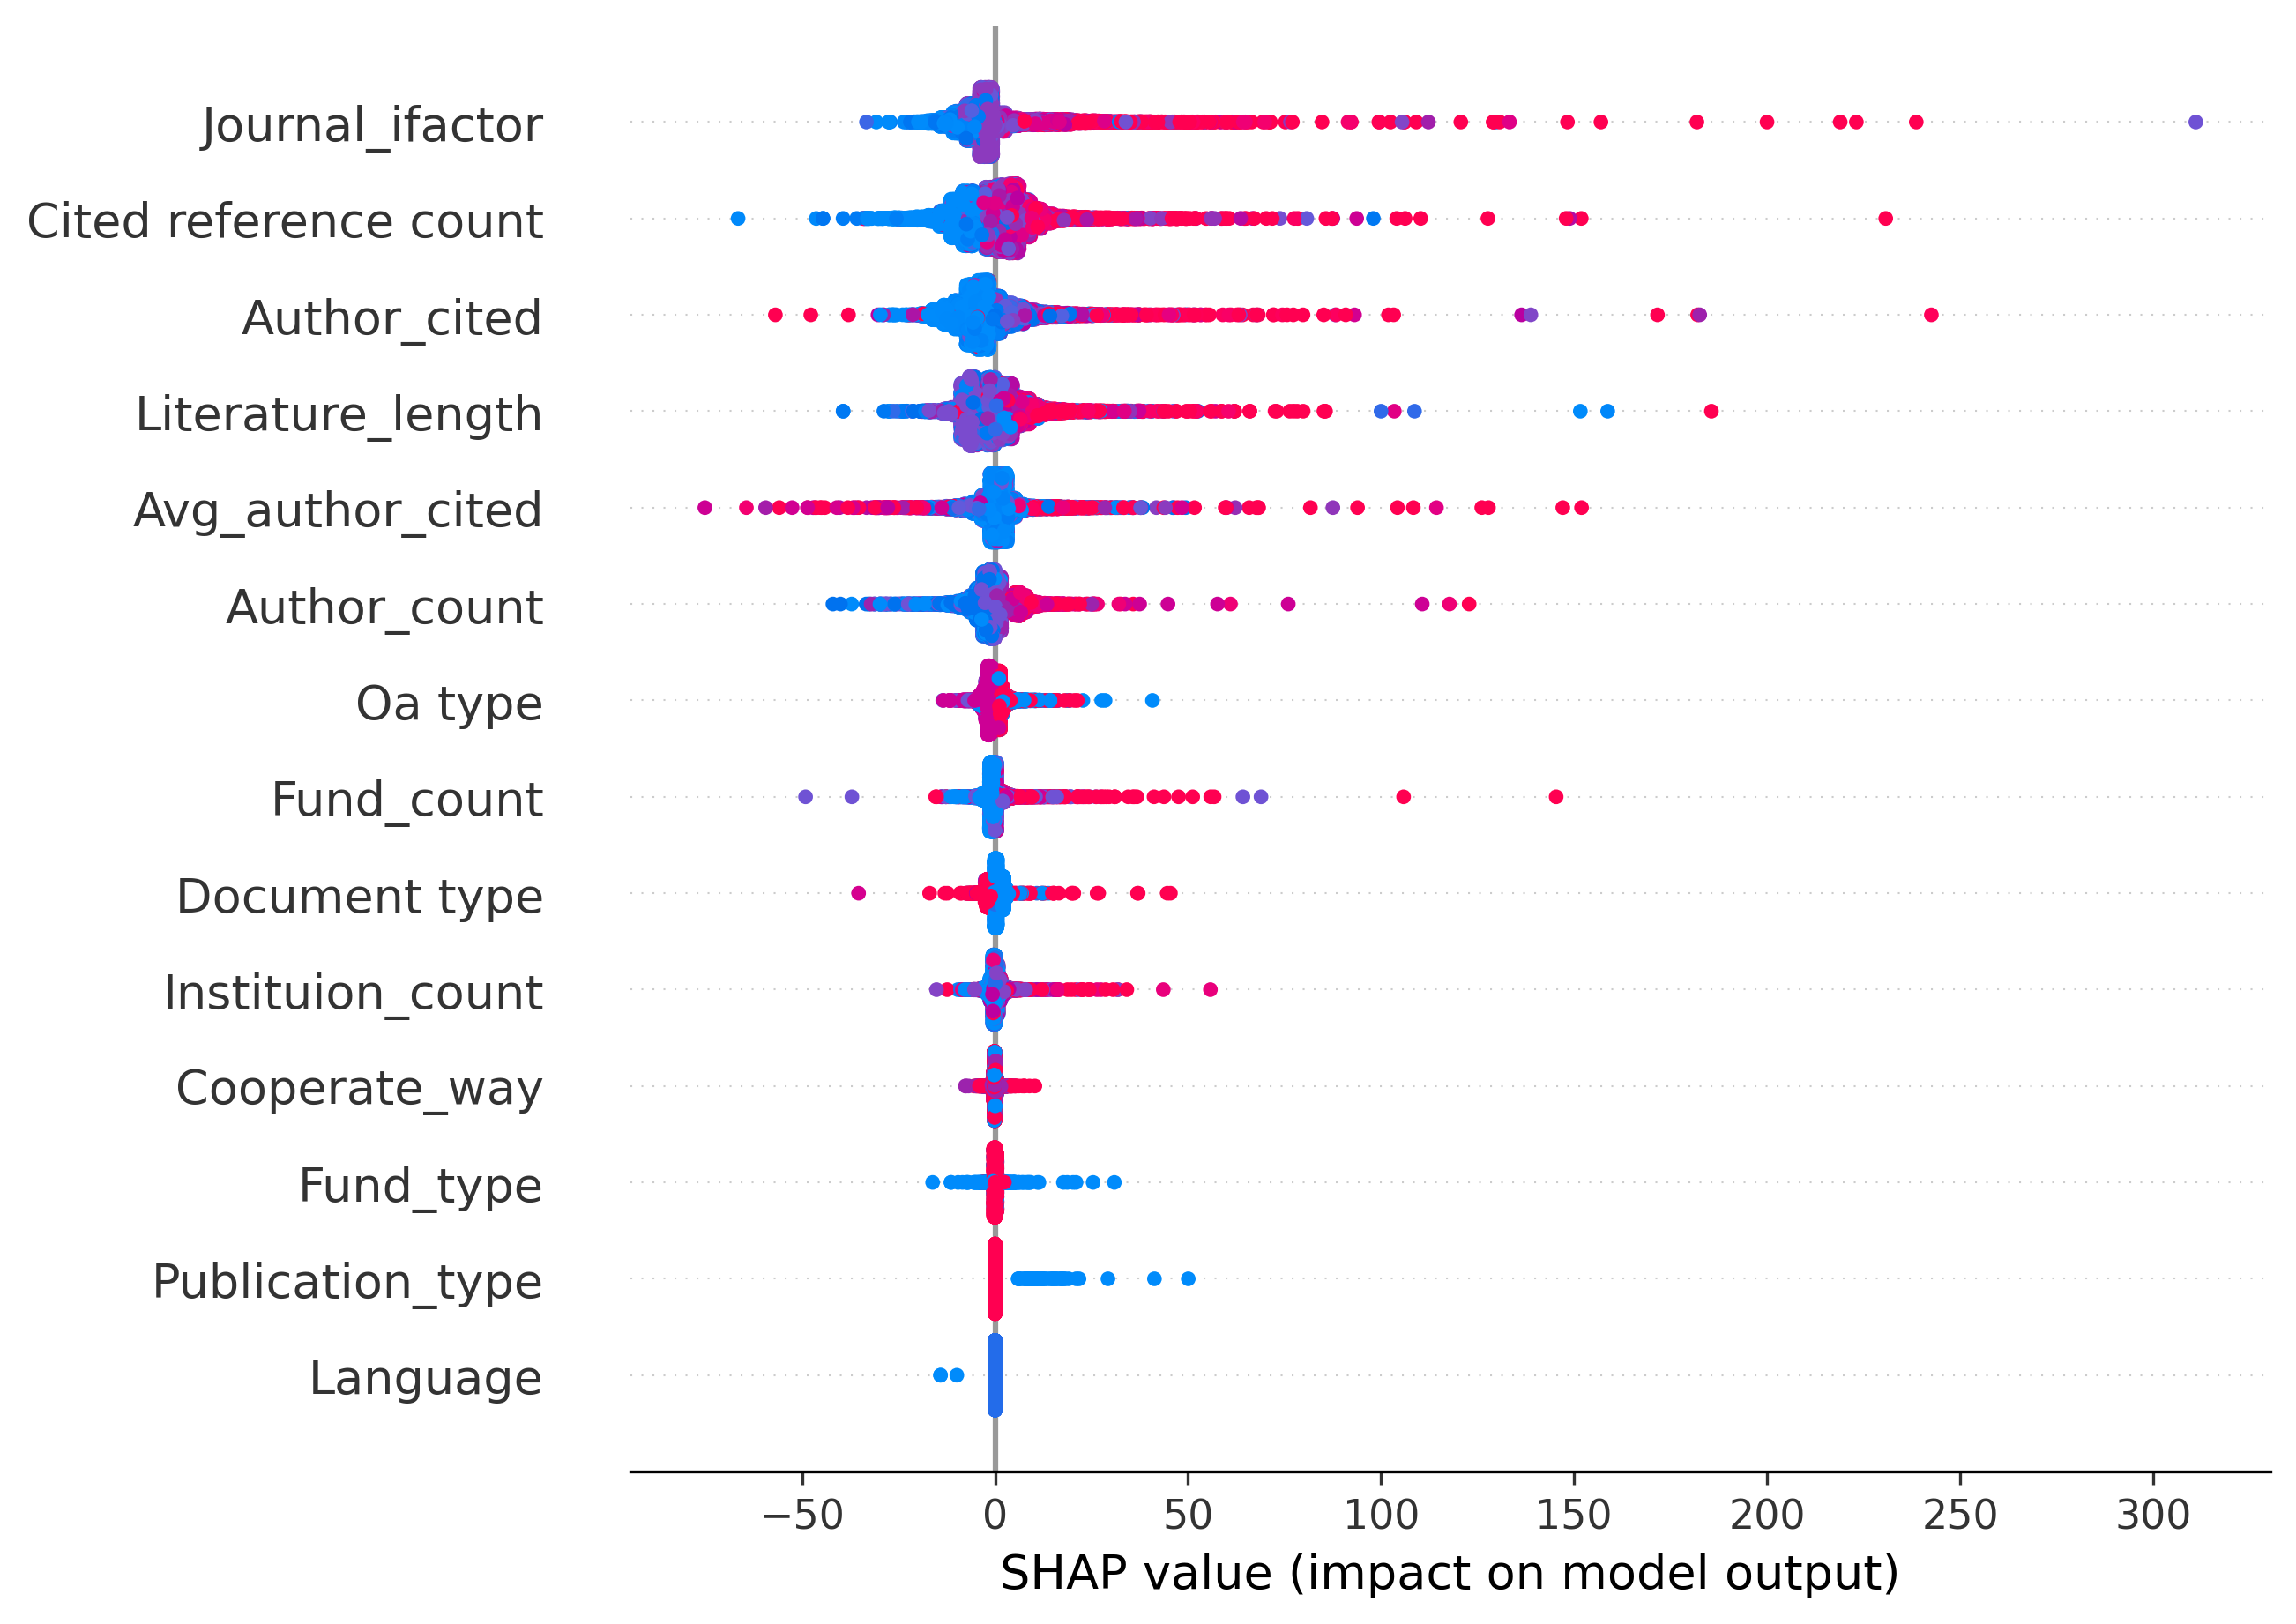 Journal_ifactor
Cited reference count
Author_cited
Literature_length
Avg_author_cited
Author_count
Oa type
Fund_count
Document type
Instituion_count
Cooperate_way
Fund_type
Publication_type
Language
−50 0 50 100 150 200 250 300
SHAP value (impact on model output)